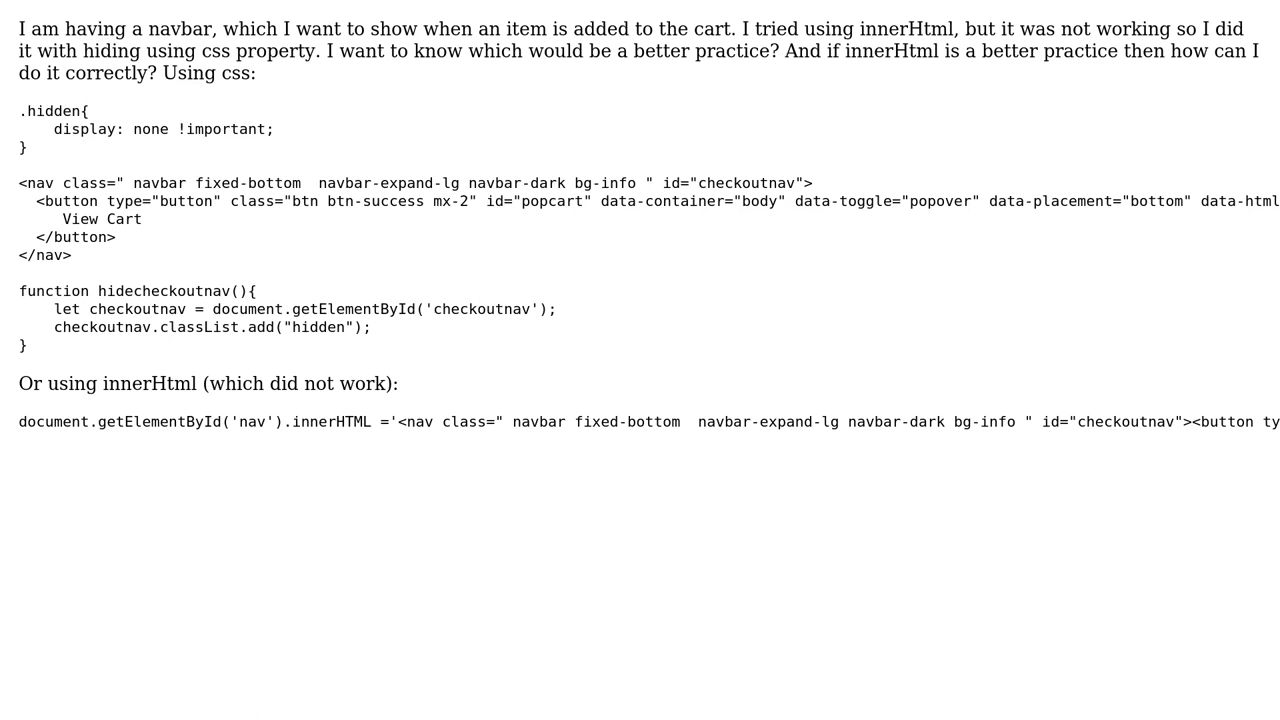 I am having a navbar, which I want to show when an item is added to the cart. I tried using innerHtml, but it was not working so I did
it with hiding using css property. I want to know which would be a better practice? And if innerHtml is a better practice then how can I
do it correctly? Using css:
.hidden{
    display: none !important;
}
<nav class=" navbar fixed-bottom  navbar-expand-lg navbar-dark bg-info " id="checkoutnav">
  <button type="button" class="btn btn-success mx-2" id="popcart" data-container="body" data-toggle="popover" data-placement="bottom" data-html
     View Cart
  </button>
</nav>
function hidecheckoutnav(){
    let checkoutnav = document.getElementById('checkoutnav');
    checkoutnav.classList.add("hidden");
}
Or using innerHtml (which did not work):
document.getElementById('nav').innerHTML ='<nav class=" navbar fixed-bottom  navbar-expand-lg navbar-dark bg-info " id="checkoutnav"><button ty